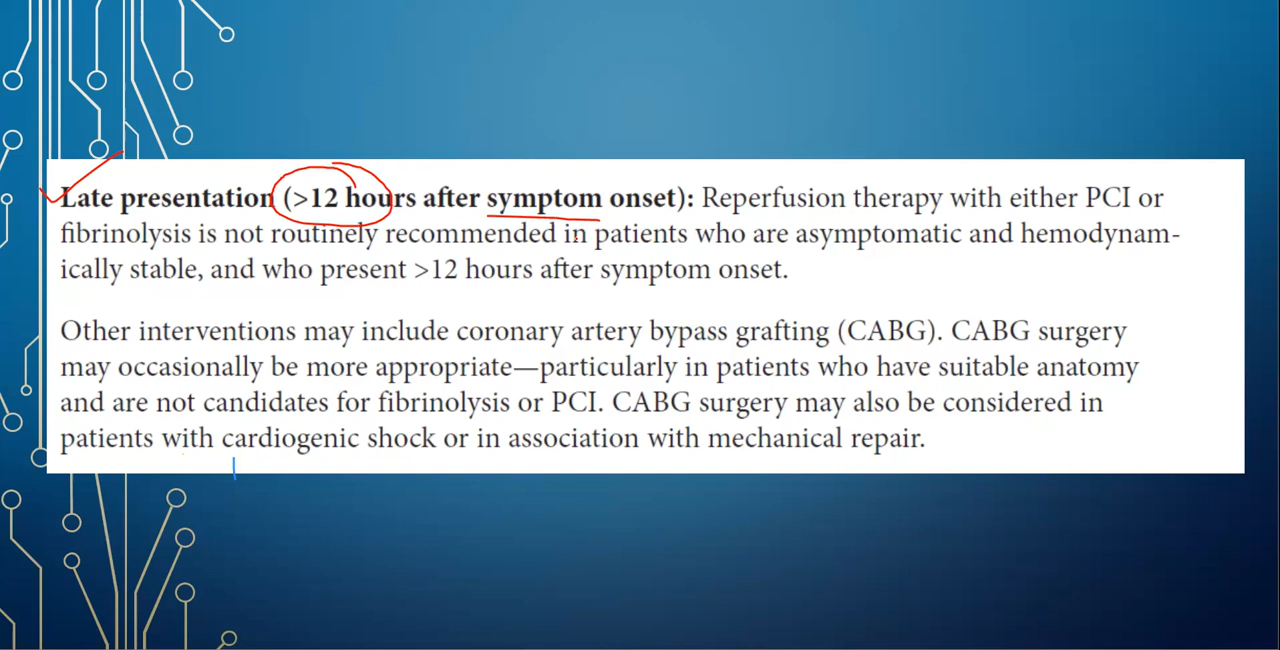 Late presentation (>12 hours after symptom onset): Reperfusion therapy with either PCI or
fibrinolysis is not routinely recommended in patients who are asymptomatic and hemodynam-
ically stable, and who present >12 hours after symptom onset.
Other interventions may include coronary artery bypass grafting (CABG). CABG surgery
may occasionally be more appropriate—particularly in patients who have suitable anatomy
and are not candidates for fibrinolysis or PCI. CABG surgery may also be considered in
patients with cardiogenic shock or in association with mechanical repair.